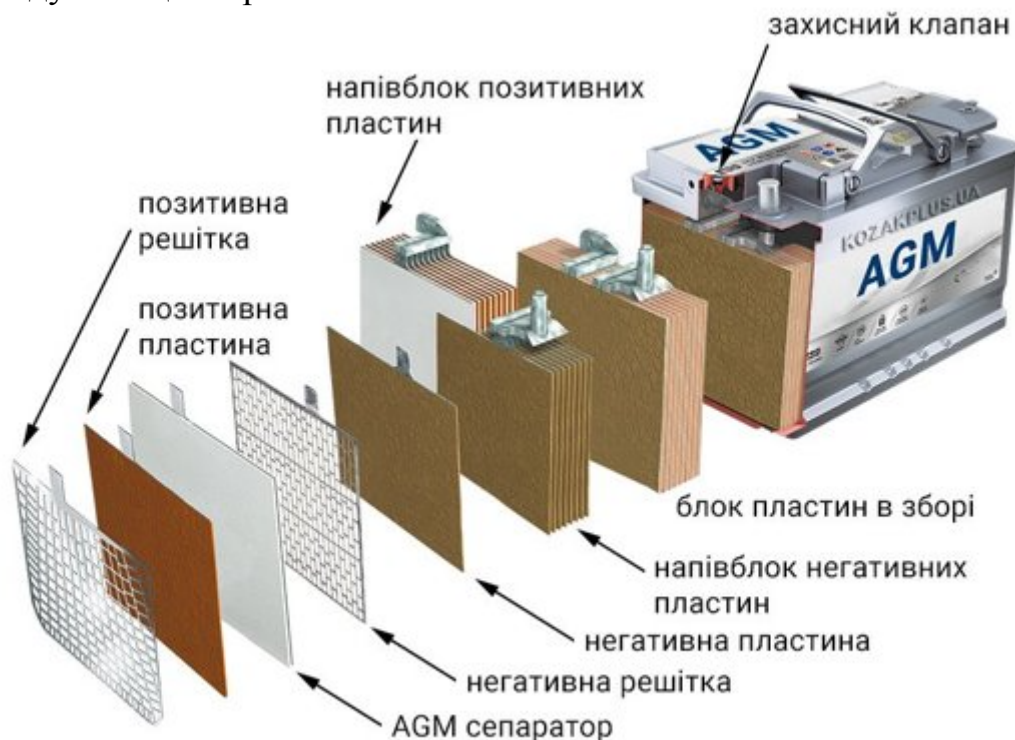 захисний клапан
напівблок позитивних
пластин
AGM
позитивна
решітка
KOZAKPLUS.UA
AGM
позитивна
пластина
блок пластин в зборі
напівблок негативних
пластин
негативна пластина
негативна решітка
AGM сепаратор